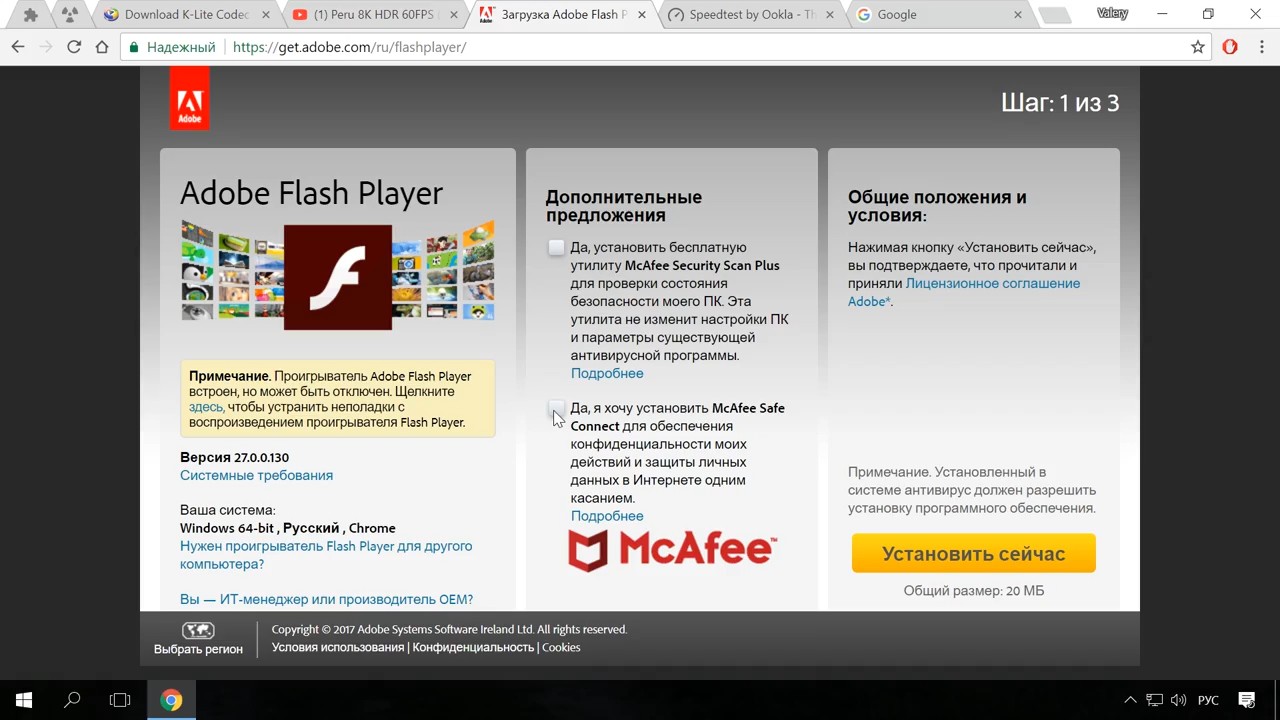 Download K-Lite Codec
(1) Peru 8K HDR 60FPS (
Загрузка Adobe Flash P
Speedtest by Ookla - Th
Google
Valery
Надежный
https://get.adobe.com/ru/flashplayer/
Adobe
Шаг: 1 из 3
Adobe Flash Player
Примечание. Проигрыватель Adobe Flash Player
встроен, но может быть отключен. Щелкните
здесь, чтобы устранить неполадки с
воспроизведением проигрывателя Flash Player.
Версия 27.0.0.130
Системные требования
Ваша система:
Windows 64-bit , Русский , Chrome
Нужен проигрыватель Flash Player для другого
компьютера?
Вы — ИТ-менеджер или производитель OEM?
Дополнительные
предложения
Да, установить бесплатную
утилиту McAfee Security Scan Plus
для проверки состояния
безопасности моего ПК. Эта
утилита не изменит настройки ПК
и параметры существующей
антивирусной программы.
Подробнее
Да, я хочу установить McAfee Safe
Connect для обеспечения
конфиденциальности моих
действий и защиты личных
данных в Интернете одним
касанием.
Подробнее
McAfee™
Общие положения и
условия:
Нажимая кнопку «Установить сейчас»,
вы подтверждаете, что прочитали и
приняли Лицензионное соглашение
Adobe*.
Примечание. Установленный в
системе антивирус должен разрешить
установку программного обеспечения.
Установить сейчас
Общий размер: 20 МБ
Выбрать регион
Copyright © 2017 Adobe Systems Software Ireland Ltd. All rights reserved.
Условия использования | Конфиденциальность | Cookies
РУС